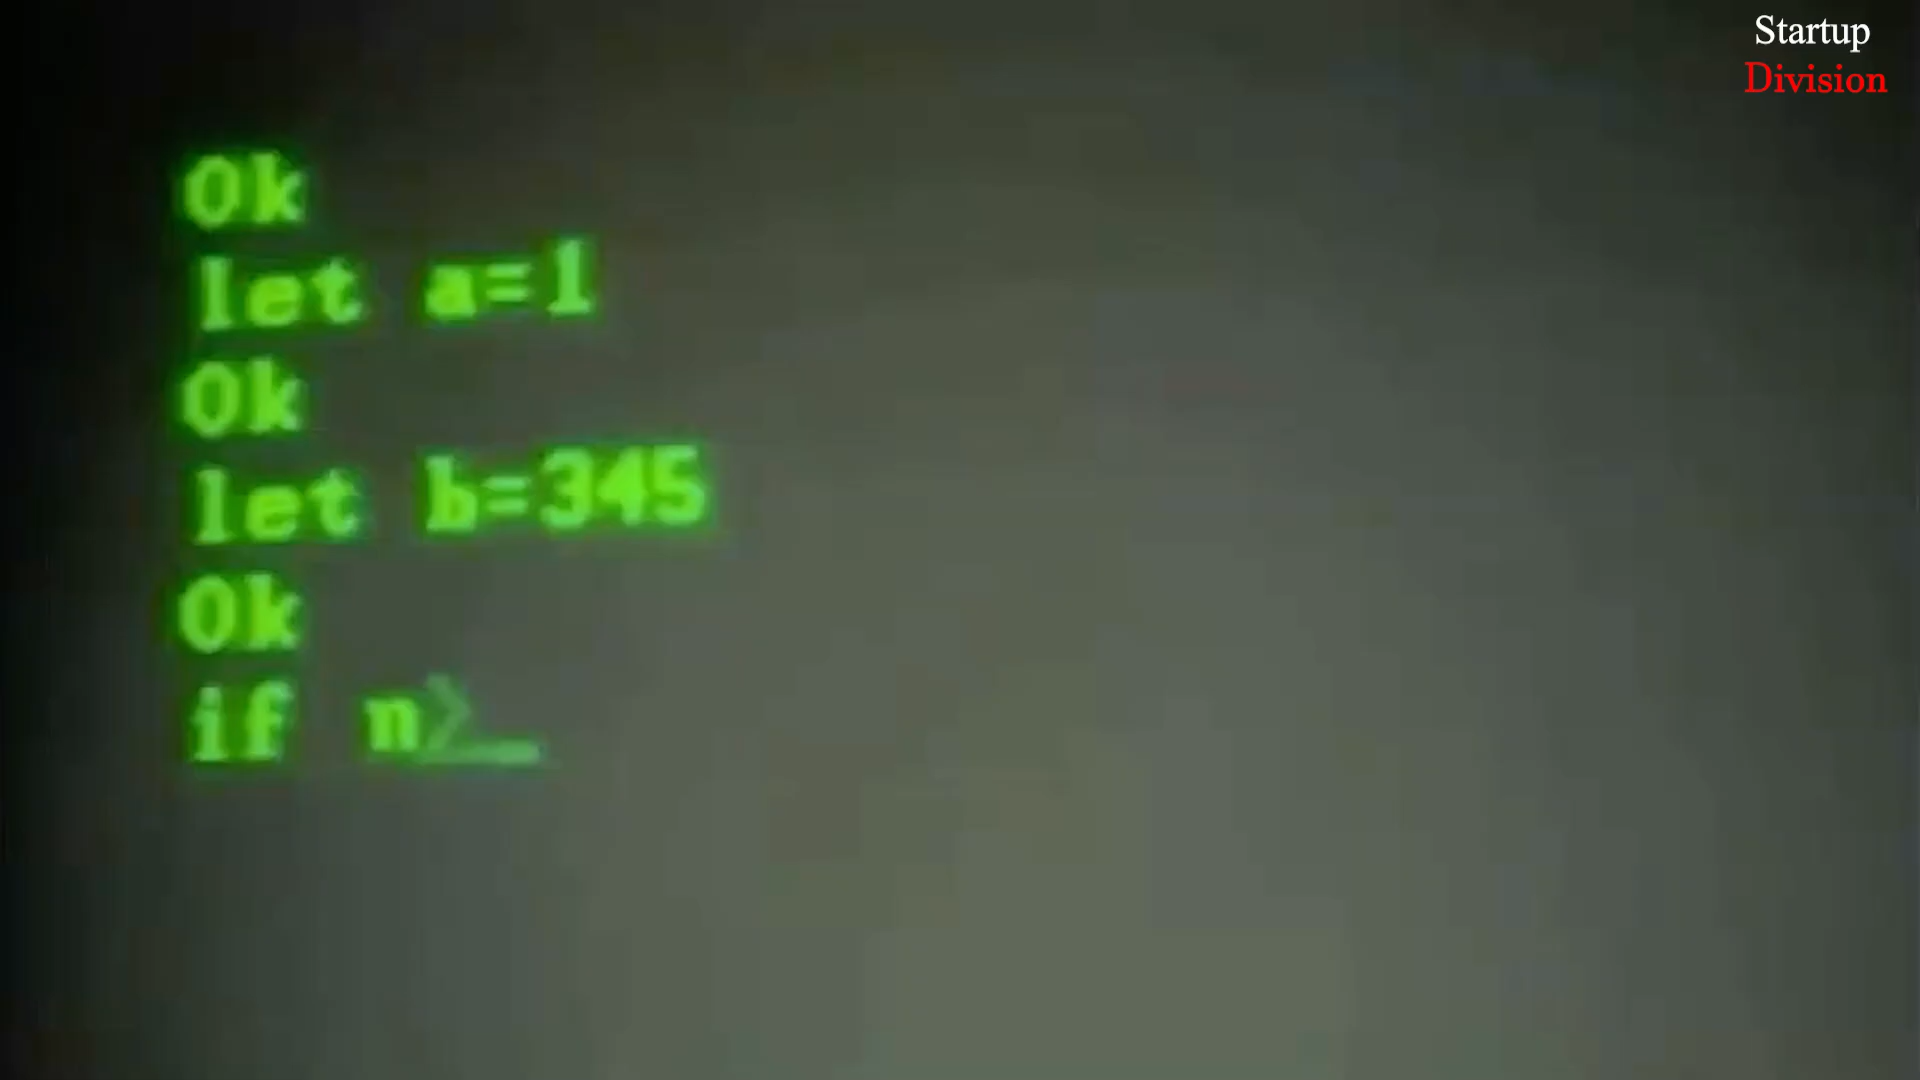 Startup
Division
Ok
let a=1
Ok
let b=345
Ok
if n>_